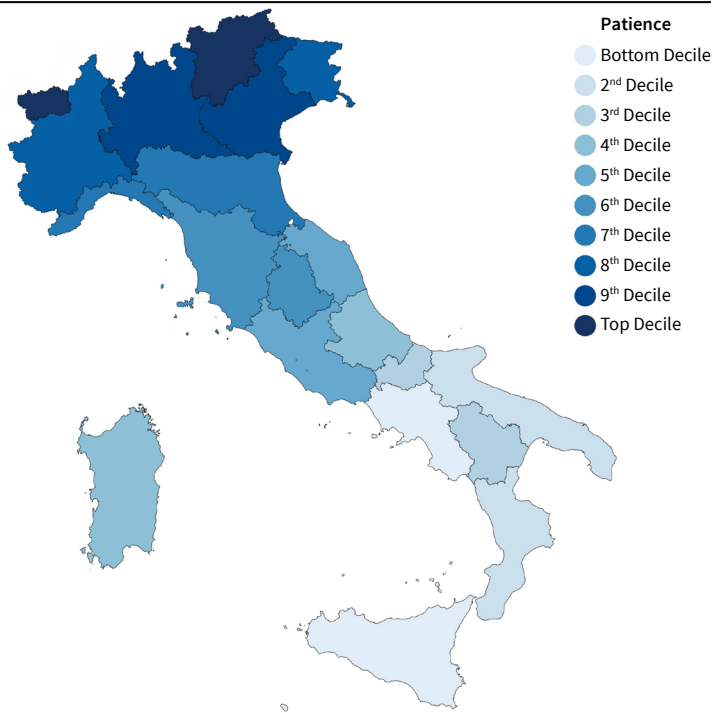 Patience
Bottom Decile
2nd Decile
3rd Decile
4th Decile
5th Decile
6th Decile
7th Decile
8th Decile
9th Decile
Top Decile